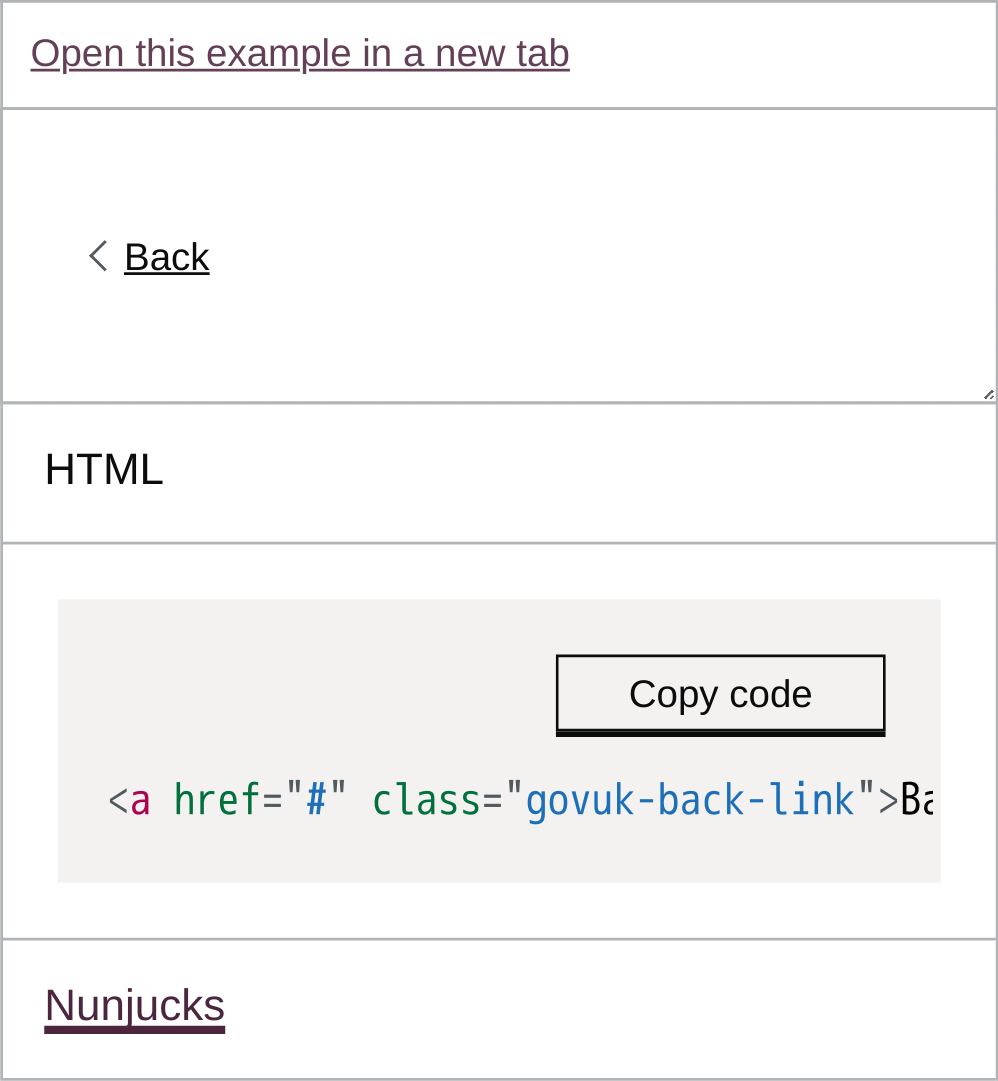 Open this example in a new tab
Back
HTML
Copy code
<a href="#" class="govuk-back-link">Ba
Nunjucks